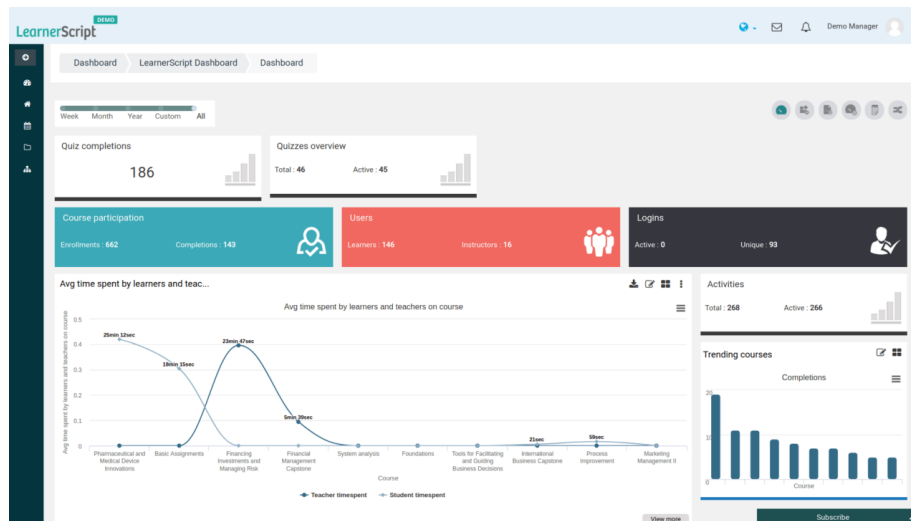 DEMO
LearnerScript
Demo Manager
Dashboard LearnerScript Dashboard Dashboard
Week Month Year Custom All
Quiz completions
186
Quizzes overview
Total : 46 Active : 45
Course participation
Enrollments : 662 Completions : 143
Users
Learners : 146 Instructors : 16
Logins
Active : 0 Unique : 93
Avg time spent by learners and teac...
Avg time spent by learners and teachers on course
Avg time spent by learners and teachers on course
0.5
0.4
0.3
0.2
0.1
0
25min 12sec
18min 15sec
23min 47sec
5min 39sec
21sec
59sec
Pharmaceutical and Medical Device Innovations
Basic Assignments
Financing Investments and Managing Risk
Financial Management Capstone
System analysis
Foundations
Tools for Facilitating and Guiding Business Decisions
International Business Capstone
Process Improvement
Marketing Management II
Course
Teacher timespent Student timespent
View more
Activities
Total : 268 Active : 266
Trending courses
Completions
20
10
0
Course
Subscribe